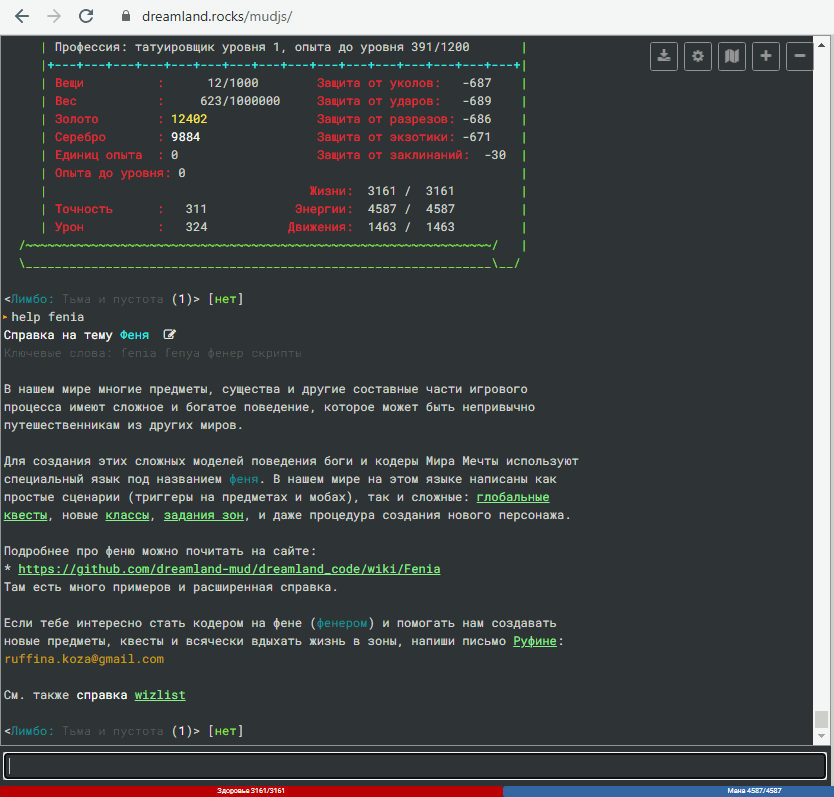 dreamland.rocks/mudjs/
| Профессия: татуировщик уровня 1, опыта до уровня 391/1200 |
|+---+---+---+---+---+---+---+---+---+---+---+---+---+---+---+---+|
| Вещи : 12/1000 Защита от уколов: -687 |
| Вес : 623/1000000 Защита от ударов: -689 |
| Золото : 12402 Защита от разрезов: -686 |
| Серебро : 9884 Защита от экзотики: -671 |
| Единиц опыта : 0 Защита от заклинаний: -30 |
| Опыта до уровня: 0 |
| Жизни: 3161 / 3161 |
| Точность : 311 Энергии: 4587 / 4587 |
| Урон : 324 Движения: 1463 / 1463 |
/~~~~~~~~~~~~~~~~~~~~~~~~~~~~~~~~~~~~~~~~~~~~~~~~~~~~~~~~~~~~~~~~/ |
\________________________________________________________________\__/
<Лимбо: Тьма и пустота (1)> [нет]
help fenia
Справка на тему Феня
Ключевые слова: fenia fenya фенер скрипты
В нашем мире многие предметы, существа и другие составные части игрового
процесса имеют сложное и богатое поведение, которое может быть непривычно
путешественникам из других миров.
Для создания этих сложных моделей поведения боги и кодеры Мира Мечты используют
специальный язык под названием феня. В нашем мире на этом языке написаны как
простые сценарии (триггеры на предметах и мобах), так и сложные: глобальные
квесты, новые классы, задания зон, и даже процедура создания нового персонажа.
Подробнее про феню можно почитать на сайте:
* https://github.com/dreamland-mud/dreamland_code/wiki/Fenia
Там есть много примеров и расширенная справка.
Если тебе интересно стать кодером на фене (фенером) и помогать нам создавать
новые предметы, квесты и всячески вдыхать жизнь в зоны, напиши письмо Руфине:
ruffina.koza@gmail.com
См. также справка wizlist
<Лимбо: Тьма и пустота (1)> [нет]
Здоровье 3161/3161 Мана 4587/4587